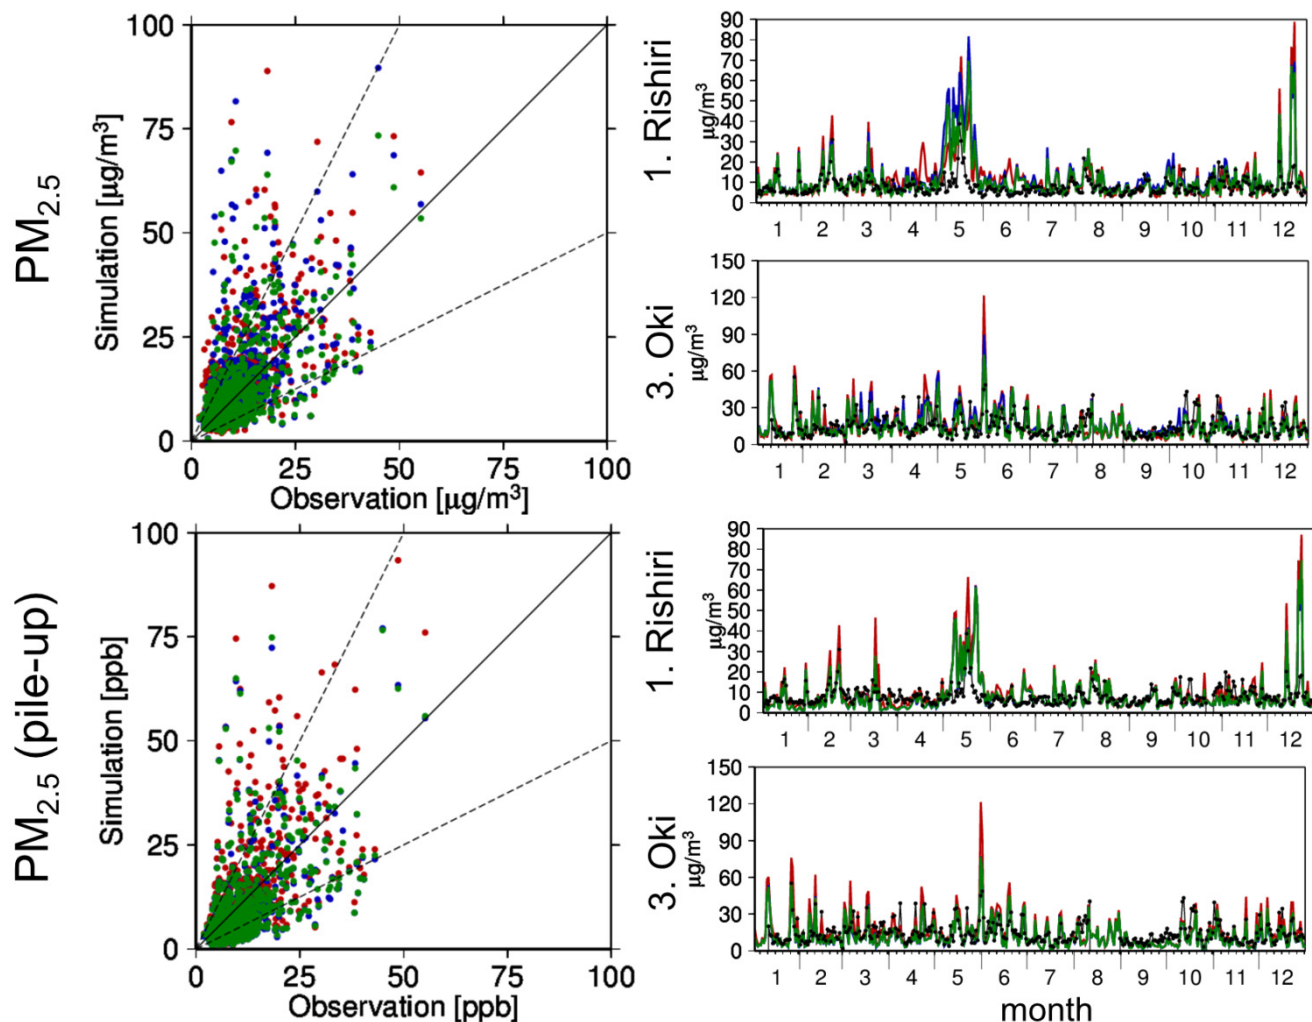 PM2.5
Simulation [μg/m³]
100
75
50
25
0
0 25 50 75 100
Observation [μg/m³]
1. Rishiri
μg/m³
90
80
70
60
50
40
30
20
10
0
1 2 3 4 5 6 7 8 9 10 11 12
3. Oki
μg/m³
150
120
90
60
30
0
1 2 3 4 5 6 7 8 9 10 11 12
PM2.5 (pile-up)
Simulation [ppb]
100
75
50
25
0
0 25 50 75 100
Observation [ppb]
1. Rishiri
μg/m³
90
80
70
60
50
40
30
20
10
0
1 2 3 4 5 6 7 8 9 10 11 12
3. Oki
μg/m³
150
120
90
60
30
0
1 2 3 4 5 6 7 8 9 10 11 12
month